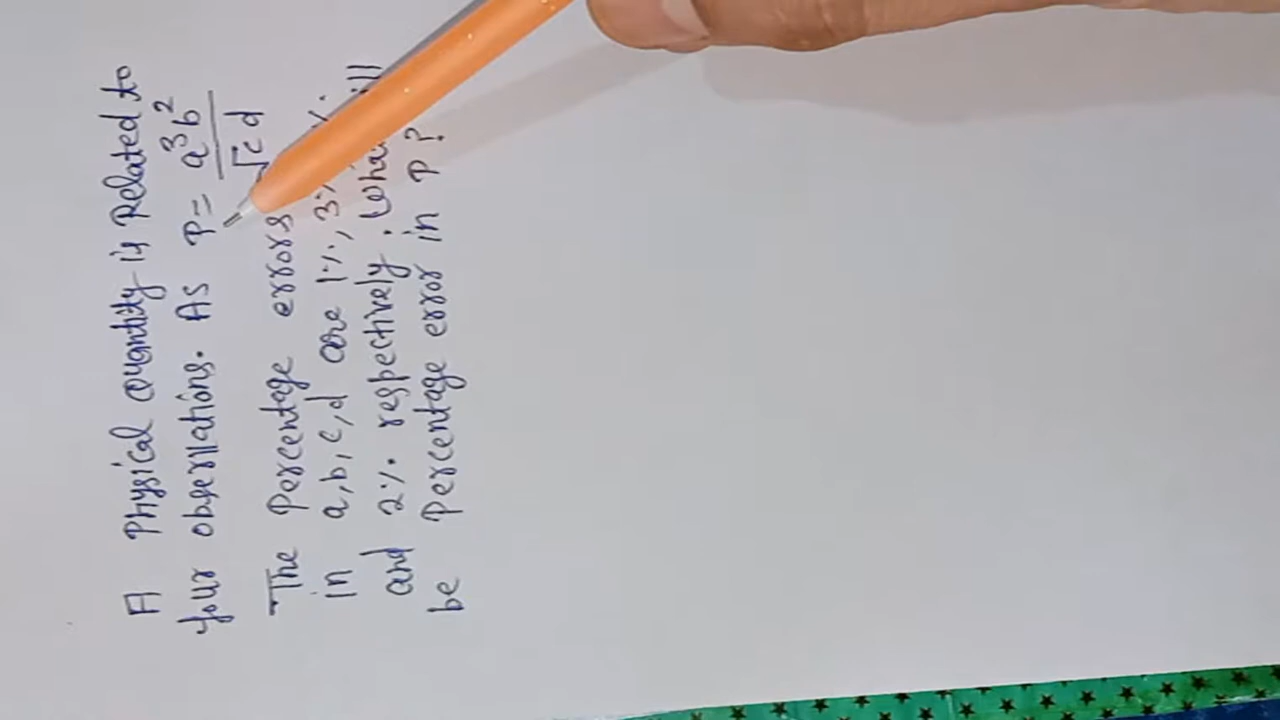 A Physical quantity is Related to
four observations. As P = a³b² / √c d
The Percentage errors
in a, b, c, d are 1%, 3%
and 2% respectively.
be Percentage error in P?